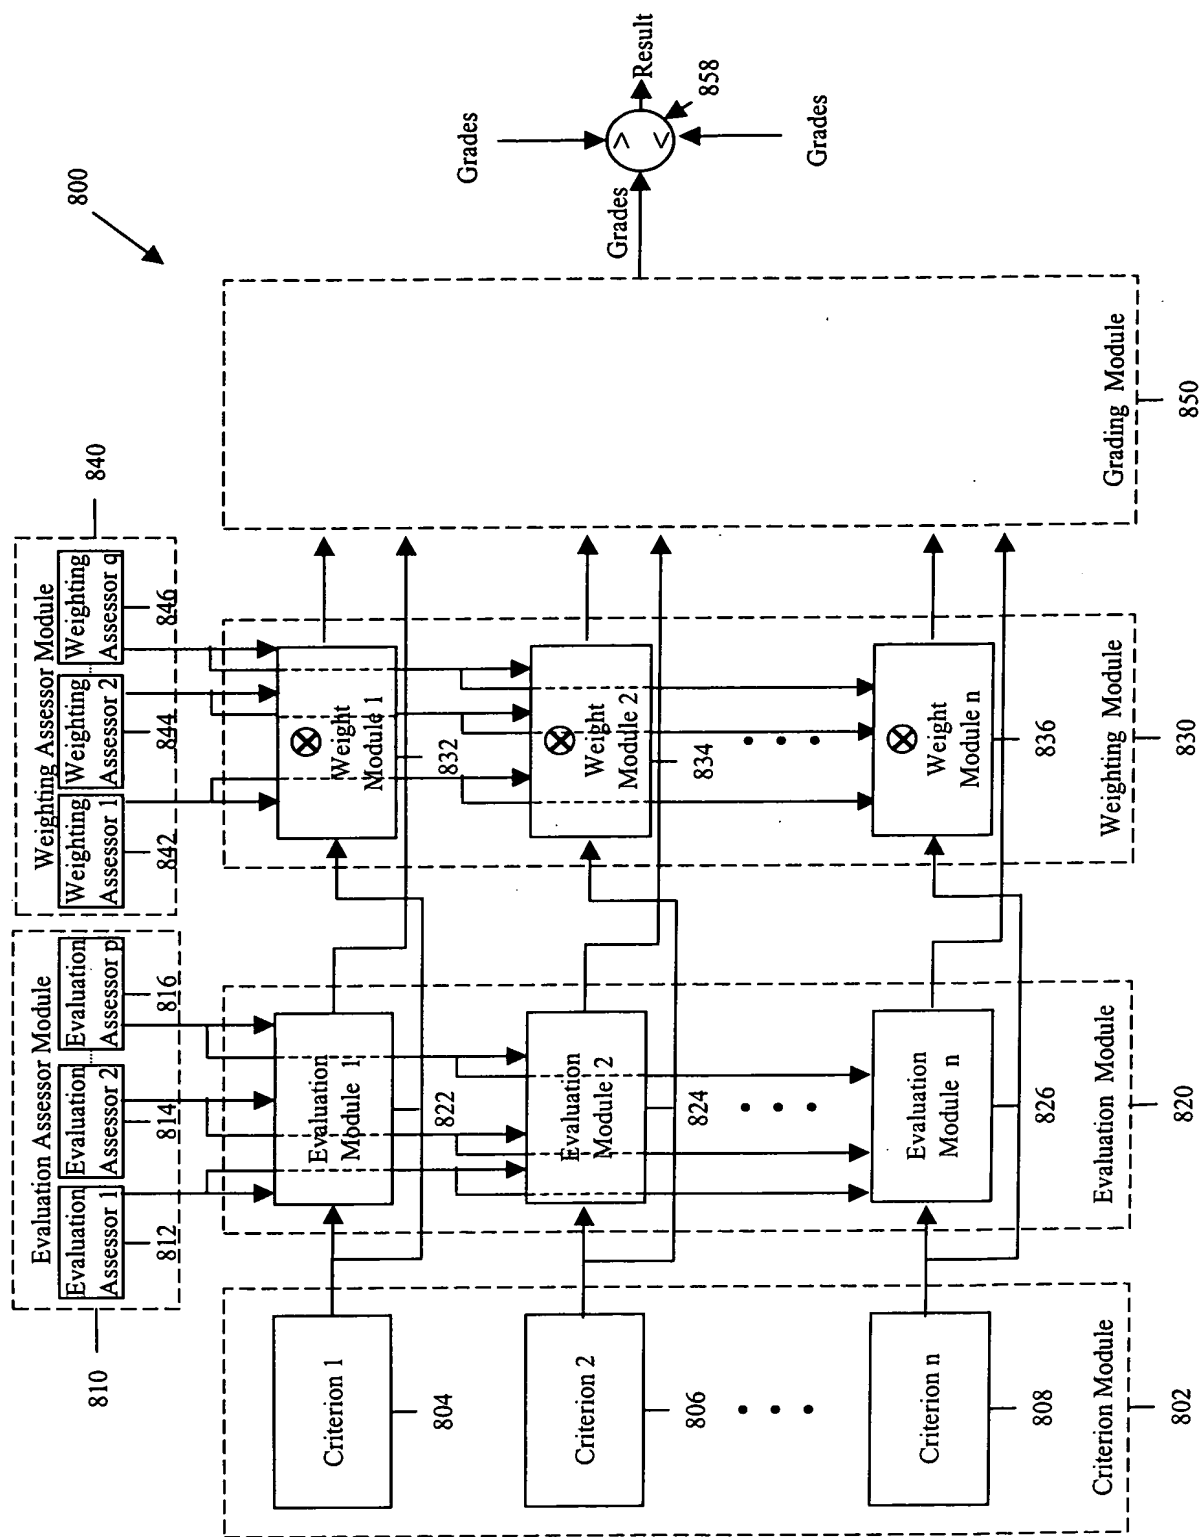 800
Evaluation Assessor Module
Evaluation
Assessor 1
812
Evaluation
Assessor 2
814
Evaluation
Assessor p
816
810
Weighting Assessor Module
Weighting
Assessor 1
842
Weighting
Assessor 2
844
Weighting
Assessor q
846
840
Criterion 1
804
Evaluation
Module 1
822
Weight
Module 1
832
Criterion 2
806
Evaluation
Module 2
824
Weight
Module 2
834
Criterion n
808
Evaluation
Module n
826
Weight
Module n
836
Criterion Module
802
Evaluation Module
820
Weighting Module
830
Grading Module
850
Grades
Grades
Grades
> <
858
Result